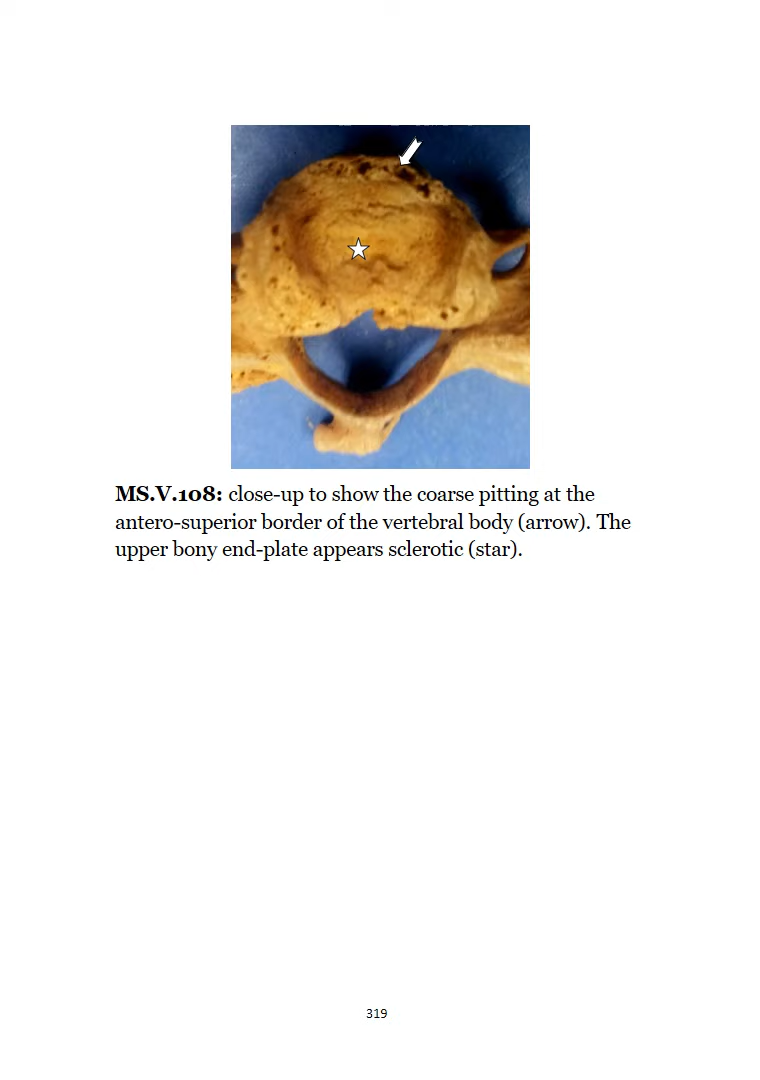 MS.V.108: close-up to show the coarse pitting at the
antero-superior border of the vertebral body (arrow). The
upper bony end-plate appears sclerotic (star).
319